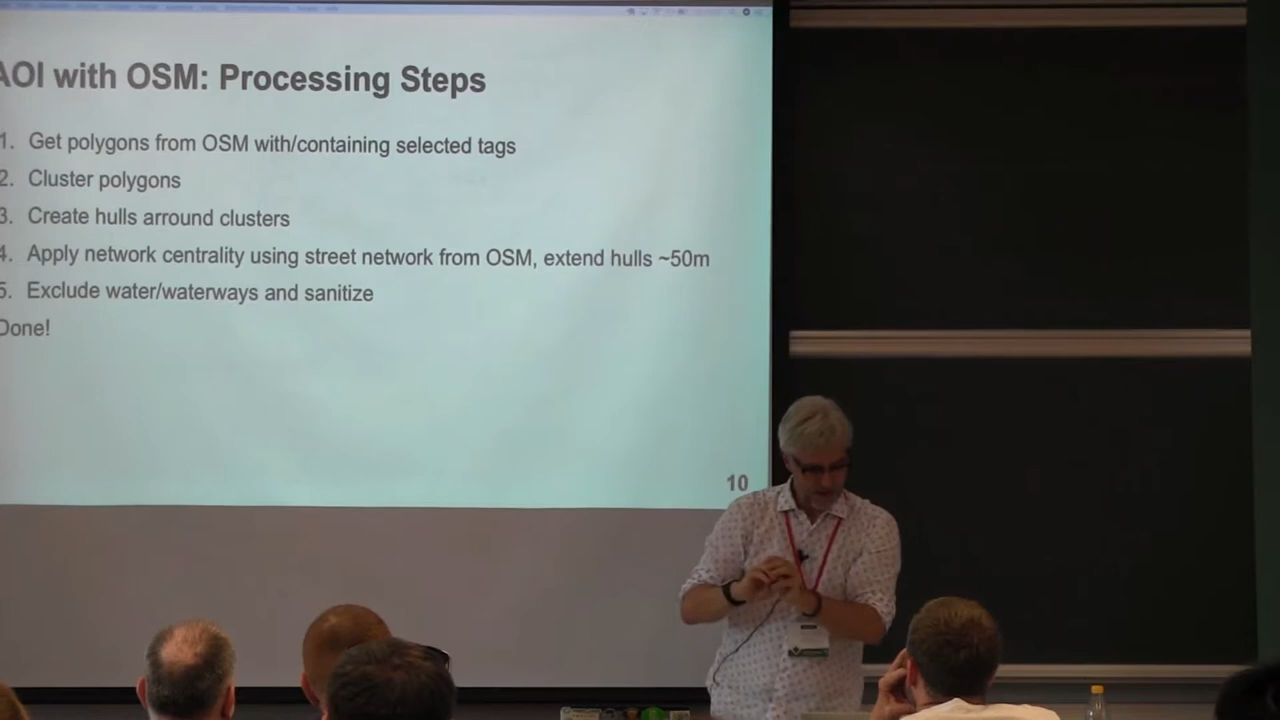 AOI with OSM: Processing Steps
1. Get polygons from OSM with/containing selected tags
2. Cluster polygons
3. Create hulls arround clusters
4. Apply network centrality using street network from OSM, extend hulls ~50m
5. Exclude water/waterways and sanitize
Done!
10